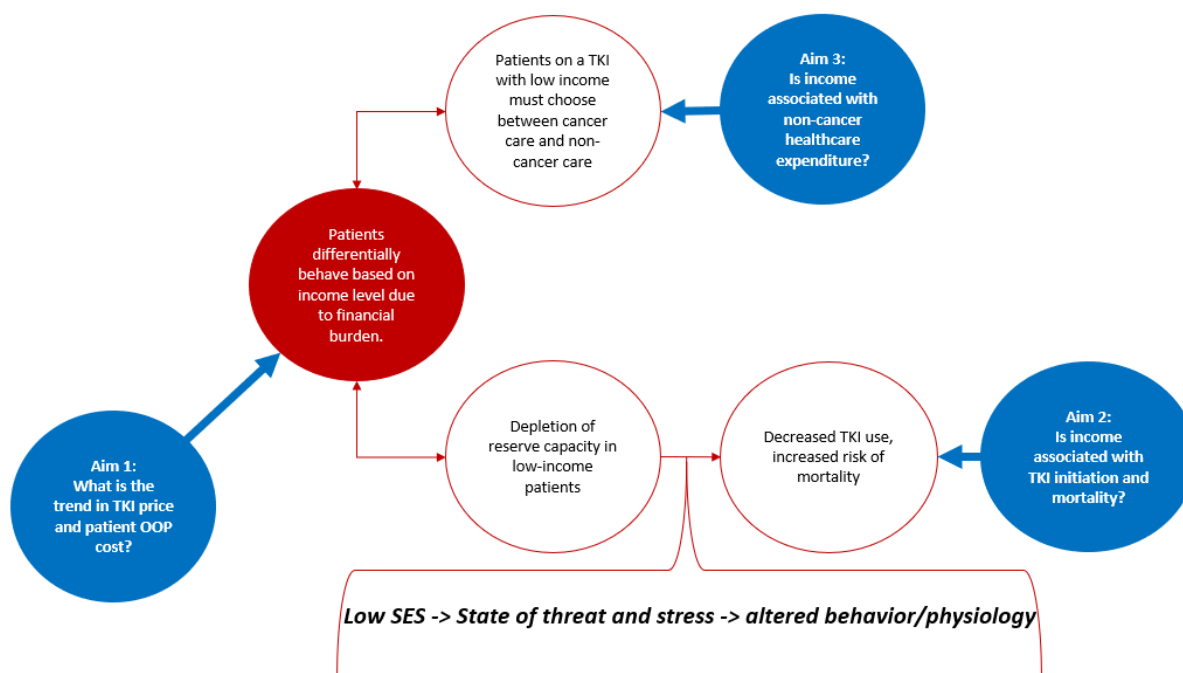 Patients on a TKI
with low income
must choose
between cancer
care and non-
cancer care
Aim 3:
Is income
associated with
non-cancer
healthcare
expenditure?
Patients
differentially
behave based on
income level due
to financial
burden.
Aim 1:
What is the
trend in TKI price
and patient OOP
cost?
Depletion of
reserve capacity in
low-income
patients
Decreased TKI use,
increased risk of
mortality
Aim 2:
Is income
associated with
TKI initiation and
mortality?
Low SES -> State of threat and stress -> altered behavior/physiology